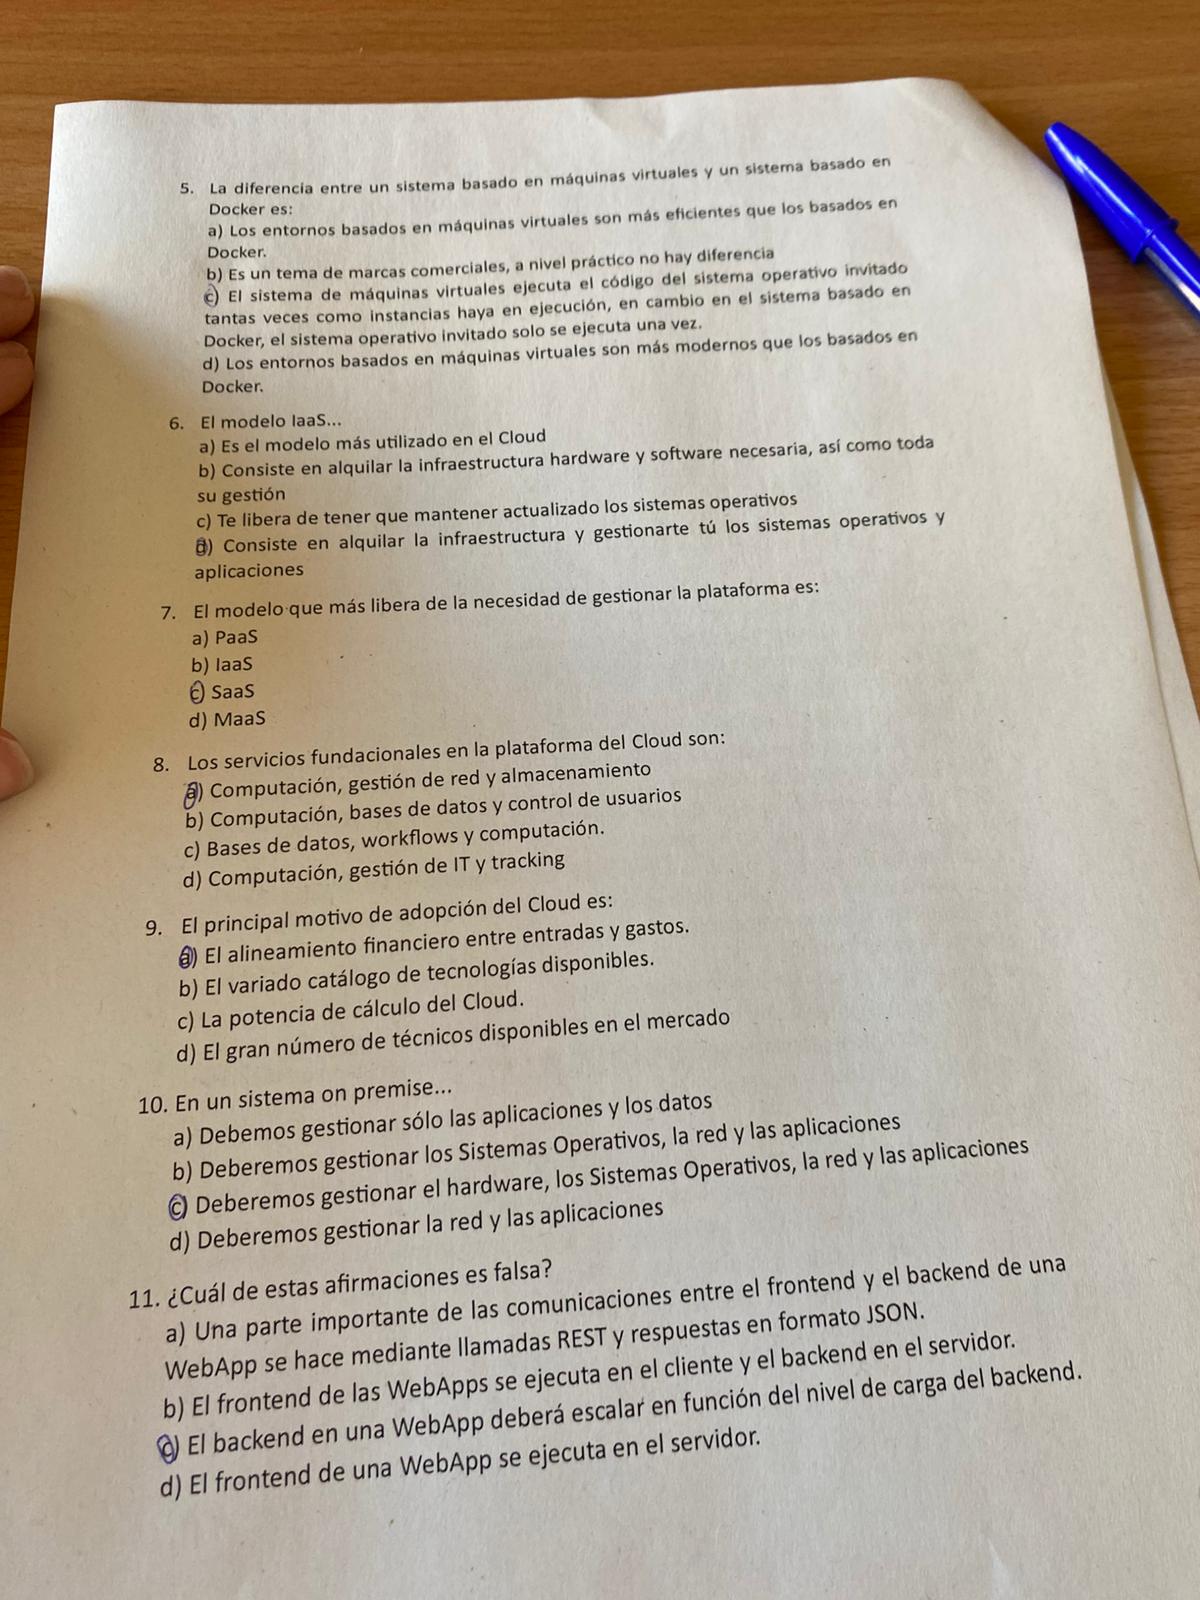 5. La diferencia entre un sistema basado en máquinas virtuales y un sistema basado en
Docker es:
a) Los entornos basados en máquinas virtuales son más eficientes que los basados en
Docker.
b) Es un tema de marcas comerciales, a nivel práctico no hay diferencia
c) El sistema de máquinas virtuales ejecuta el código del sistema operativo invitado
tantas veces como instancias haya en ejecución, en cambio en el sistema basado en
Docker, el sistema operativo invitado solo se ejecuta una vez.
d) Los entornos basados en máquinas virtuales son más modernos que los basados en
Docker.
6. El modelo IaaS...
a) Es el modelo más utilizado en el Cloud
b) Consiste en alquilar la infraestructura hardware y software necesaria, así como toda
su gestión
c) Te libera de tener que mantener actualizado los sistemas operativos
d) Consiste en alquilar la infraestructura y gestionarte tú los sistemas operativos y
aplicaciones
7. El modelo que más libera de la necesidad de gestionar la plataforma es:
a) PaaS
b) IaaS
c) SaaS
d) MaaS
8. Los servicios fundacionales en la plataforma del Cloud son:
a) Computación, gestión de red y almacenamiento
b) Computación, bases de datos y control de usuarios
c) Bases de datos, workflows y computación.
d) Computación, gestión de IT y tracking
9. El principal motivo de adopción del Cloud es:
a) El alineamiento financiero entre entradas y gastos.
b) El variado catálogo de tecnologías disponibles.
c) La potencia de cálculo del Cloud.
d) El gran número de técnicos disponibles en el mercado
10. En un sistema on premise...
a) Debemos gestionar sólo las aplicaciones y los datos
b) Deberemos gestionar los Sistemas Operativos, la red y las aplicaciones
c) Deberemos gestionar el hardware, los Sistemas Operativos, la red y las aplicaciones
d) Deberemos gestionar la red y las aplicaciones
11. ¿Cuál de estas afirmaciones es falsa?
a) Una parte importante de las comunicaciones entre el frontend y el backend de una
WebApp se hace mediante llamadas REST y respuestas en formato JSON.
b) El frontend de las WebApps se ejecuta en el cliente y el backend en el servidor.
c) El backend en una WebApp deberá escalar en función del nivel de carga del backend.
d) El frontend de una WebApp se ejecuta en el servidor.